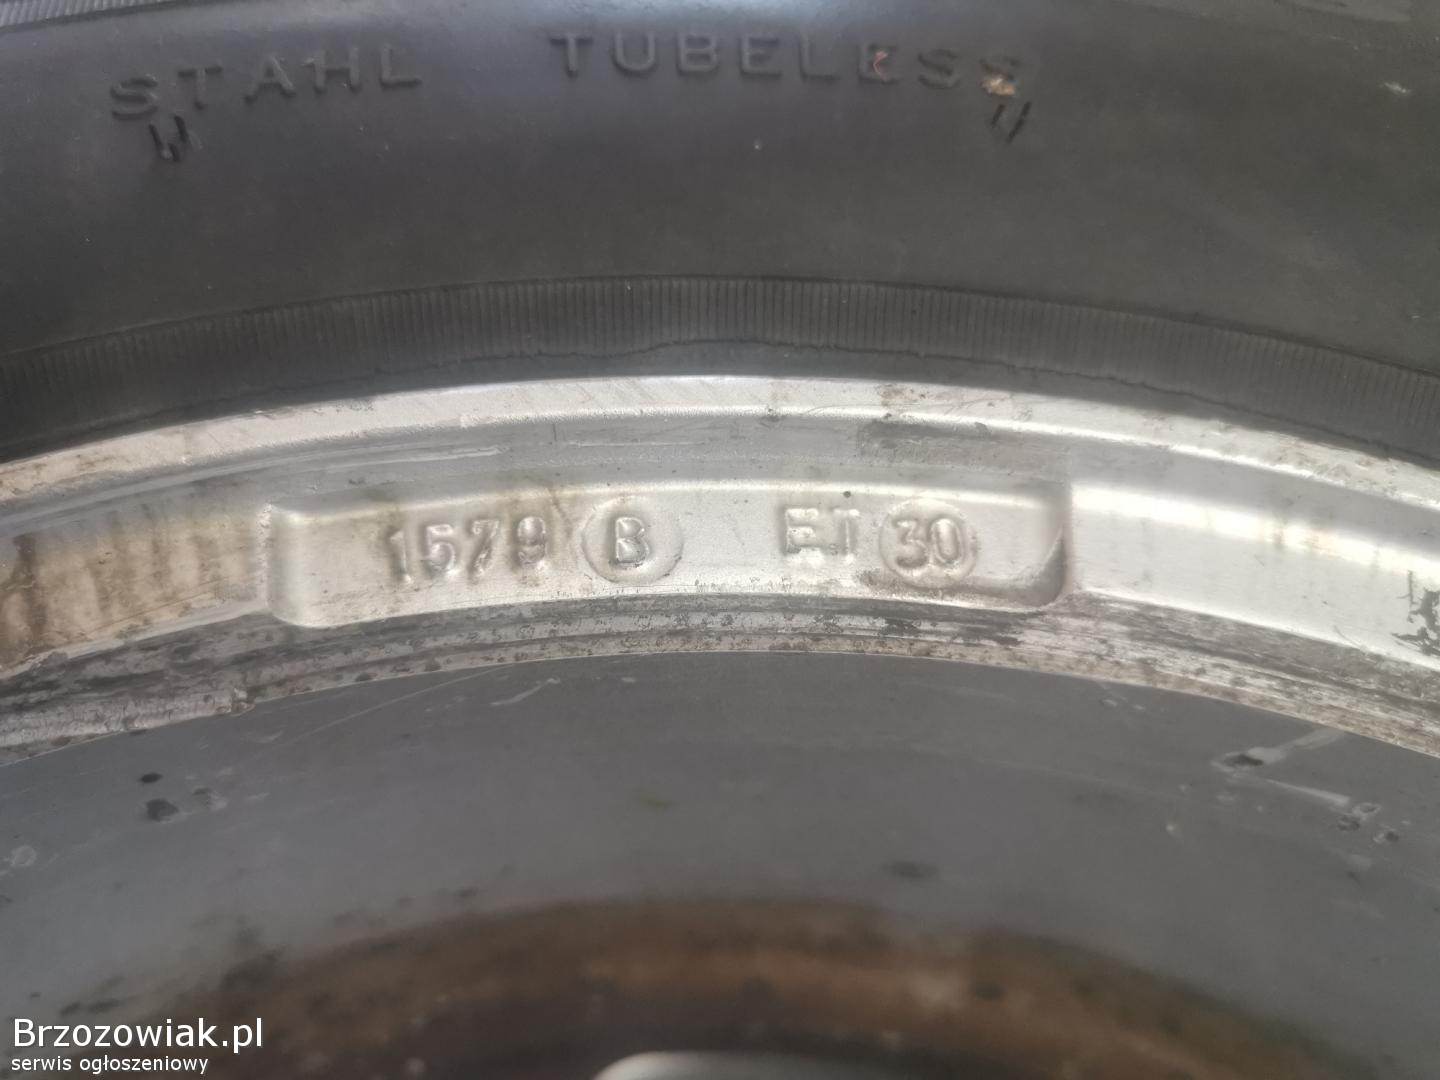 STAHL TUBELESS
1579 B ET 30
Brzozowiak.pl
serwis ogłoszeniowy